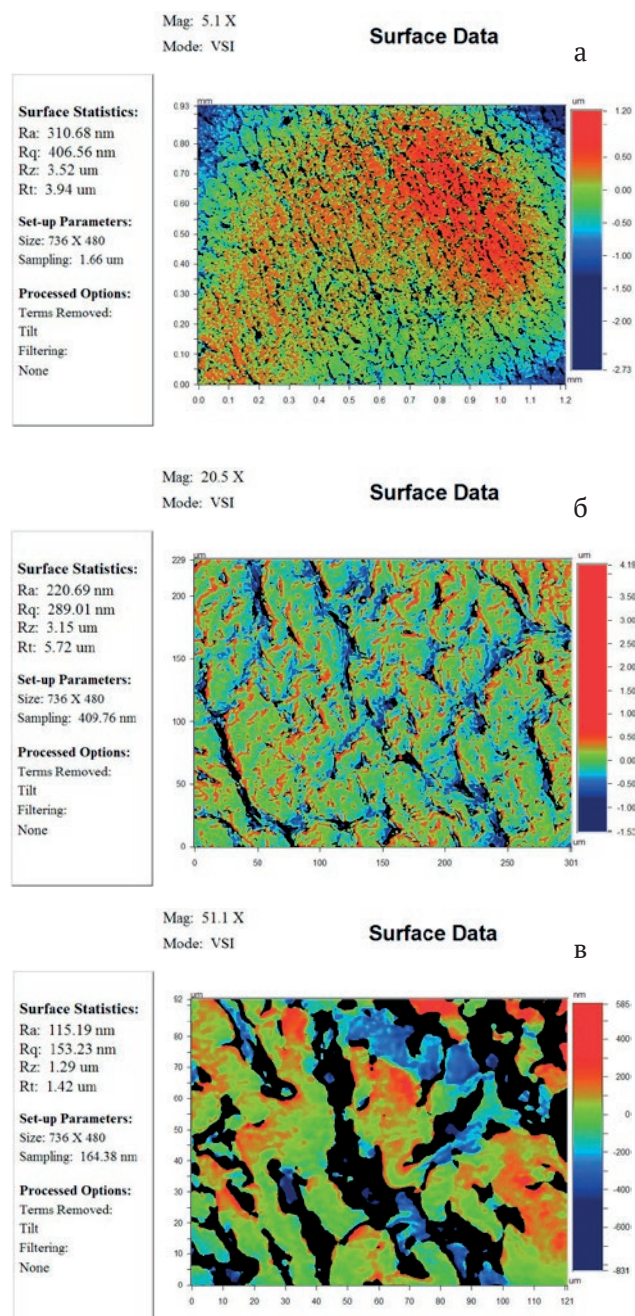 Mag: 5.1 X
Mode: VSI
Surface Data
а
Surface Statistics:
Ra: 310.68 nm
Rq: 406.56 nm
Rz: 3.52 um
Rt: 3.94 um
Set-up Parameters:
Size: 736 X 480
Sampling: 1.66 um
Processed Options:
Terms Removed:
Tilt
Filtering:
None
mm
0.93
0.80
0.70
0.60
0.50
0.40
0.30
0.20
0.10
0.00
0.0 0.1 0.2 0.3 0.4 0.5 0.6 0.7 0.8 0.9 1.0 1.1 1.2
mm
um
1.20
0.50
0.00
-0.50
-1.00
-2.00
-2.73
Mag: 20.5 X
Mode: VSI
Surface Data
б
Surface Statistics:
Ra: 220.69 nm
Rq: 289.01 nm
Rz: 3.15 um
Rt: 5.72 um
Set-up Parameters:
Size: 736 X 480
Sampling: 409.76 nm
Processed Options:
Terms Removed:
Tilt
Filtering:
None
um
229
200
150
100
50
0
0 50 100 150 200 250 301
um
um
3.50
3.00
2.50
2.00
1.50
1.00
0.50
0.00
-0.50
-1.00
-1.53
Mag: 51.1 X
Mode: VSI
Surface Data
в
Surface Statistics:
Ra: 115.19 nm
Rq: 153.23 nm
Rz: 1.29 um
Rt: 1.42 um
Set-up Parameters:
Size: 736 X 480
Sampling: 164.38 nm
Processed Options:
Terms Removed:
Tilt
Filtering:
None
um
92
80
70
60
50
40
30
20
10
0
0 10 20 30 40 50 60 70 80 90 100 110 121
um
nm
585
400
200
0
-200
-400
-600
-831